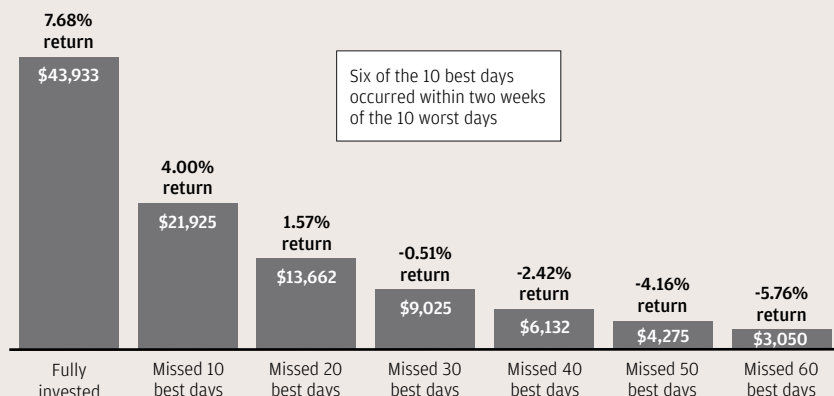 7.68%
return
$43,933
Six of the 10 best days
occurred within two weeks
of the 10 worst days
4.00%
return
$21,925
1.57%
return
$13,662
-0.51%
return
$9,025
-2.42%
return
$6,132
-4.16%
return
$4,275
-5.76%
return
$3,050
Fully
invested
Missed 10
best days
Missed 20
best days
Missed 30
best days
Missed 40
best days
Missed 50
best days
Missed 60
best days